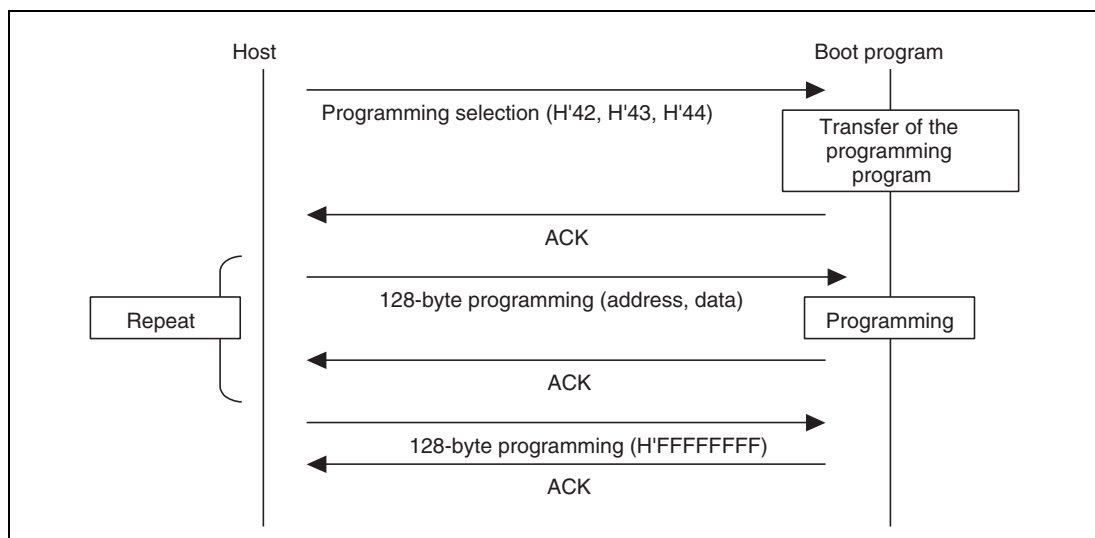 Host
Boot program
Programming selection (H'42, H'43, H'44)
Transfer of the
programming
program
ACK
128-byte programming (address, data)
Repeat
Programming
ACK
128-byte programming (H'FFFFFFFF)
ACK